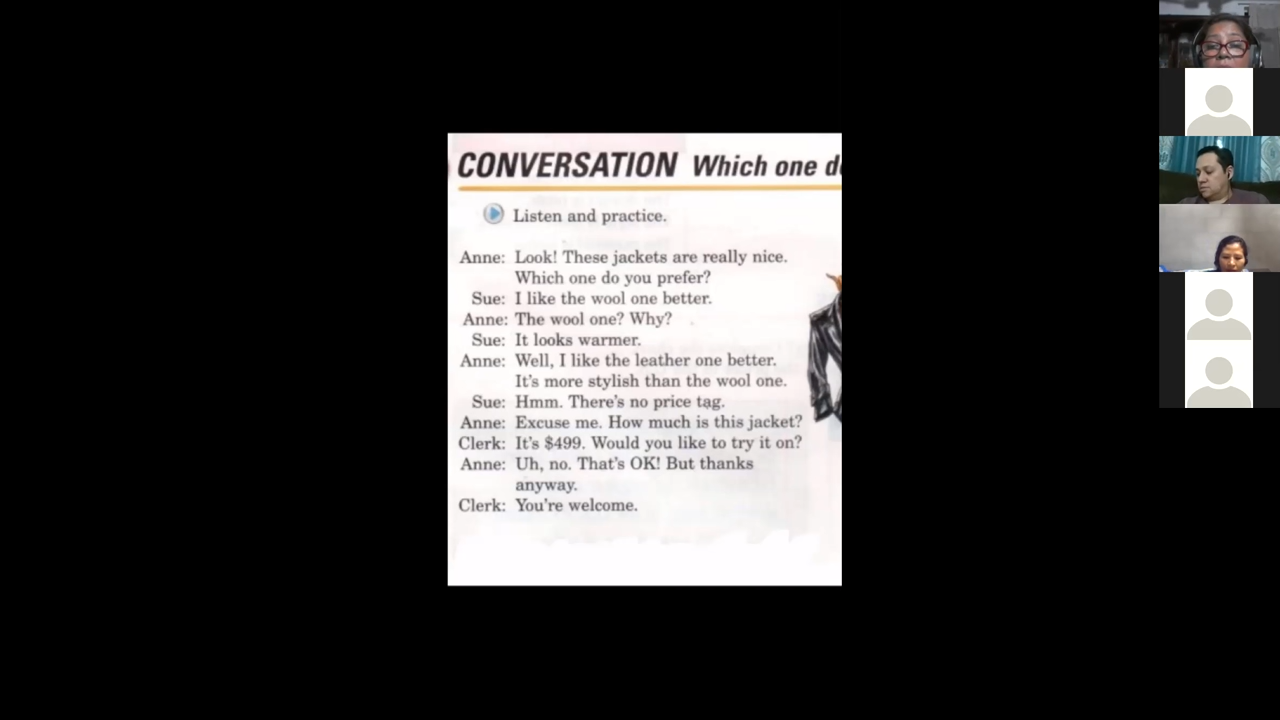 CONVERSATION Which one d
Listen and practice.
Anne: Look! These jackets are really nice.
Which one do you prefer?
Sue: I like the wool one better.
Anne: The wool one? Why?
Sue: It looks warmer.
Anne: Well, I like the leather one better.
It's more stylish than the wool one.
Sue: Hmm. There's no price tag.
Anne: Excuse me. How much is this jacket?
Clerk: It's $499. Would you like to try it on?
Anne: Uh, no. That's OK! But thanks
anyway.
Clerk: You're welcome.